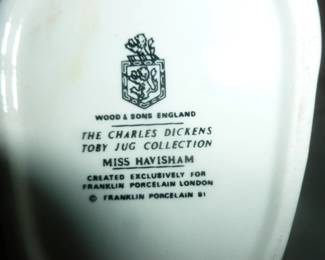 WOOD & SONS ENGLAND
THE CHARLES DICKENS
TOBY JUG COLLECTION
MISS HAVISHAM
CREATED EXCLUSIVELY FOR
FRANKLIN PORCELAIN LONDON
© FRANKLIN PORCELAIN 81